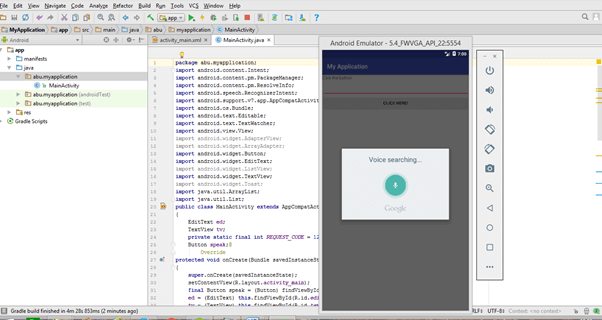 File Edit View Navigate Code Analyze Refactor Build Run Tools VCS Window Help
MyApplication app src main java abu myapplication MainActivity
Android
activity_main.xml MainActivity.java
app
manifests
java
abu.myapplication
MainActivity
abu.myapplication (androidTest)
abu.myapplication (test)
res
Gradle Scripts
package abu.myapplication;
import android.content.Intent;
import android.content.pm.PackageManager;
import android.content.pm.ResolveInfo;
import android.speech.RecognizerIntent;
import android.support.v7.app.AppCompatActivit
import android.os.Bundle;
import android.text.Editable;
import android.text.TextWatcher;
import android.view.View;
import android.widget.AdapterView;
import android.widget.ArrayAdapter;
import android.widget.Button;
import android.widget.EditText;
import android.widget.ListView;
import android.widget.TextView;
import android.widget.Toast;
import java.util.ArrayList;
import java.util.List;
public class MainActivity extends AppCompatAct
{
EditText ed;
TextView tv;
private static final int REQUEST_CODE = 12
Button speak;
Override
protected void onCreate(Bundle savedInstanceSt
{
super.onCreate(savedInstanceState);
setContentView(R.layout.activity_main);
final Button speak = (Button) findViewById
ed = (EditText) this.findViewById(R.id.edi
Android Emulator - 5.4_FWVGA_API_22:5554
7:00
My Application
CLICK HERE!
Voice searching...
Google
Gradle build finished in 4m 28s 853ms (2 minutes ago)
UTF-8
Context: <no context>